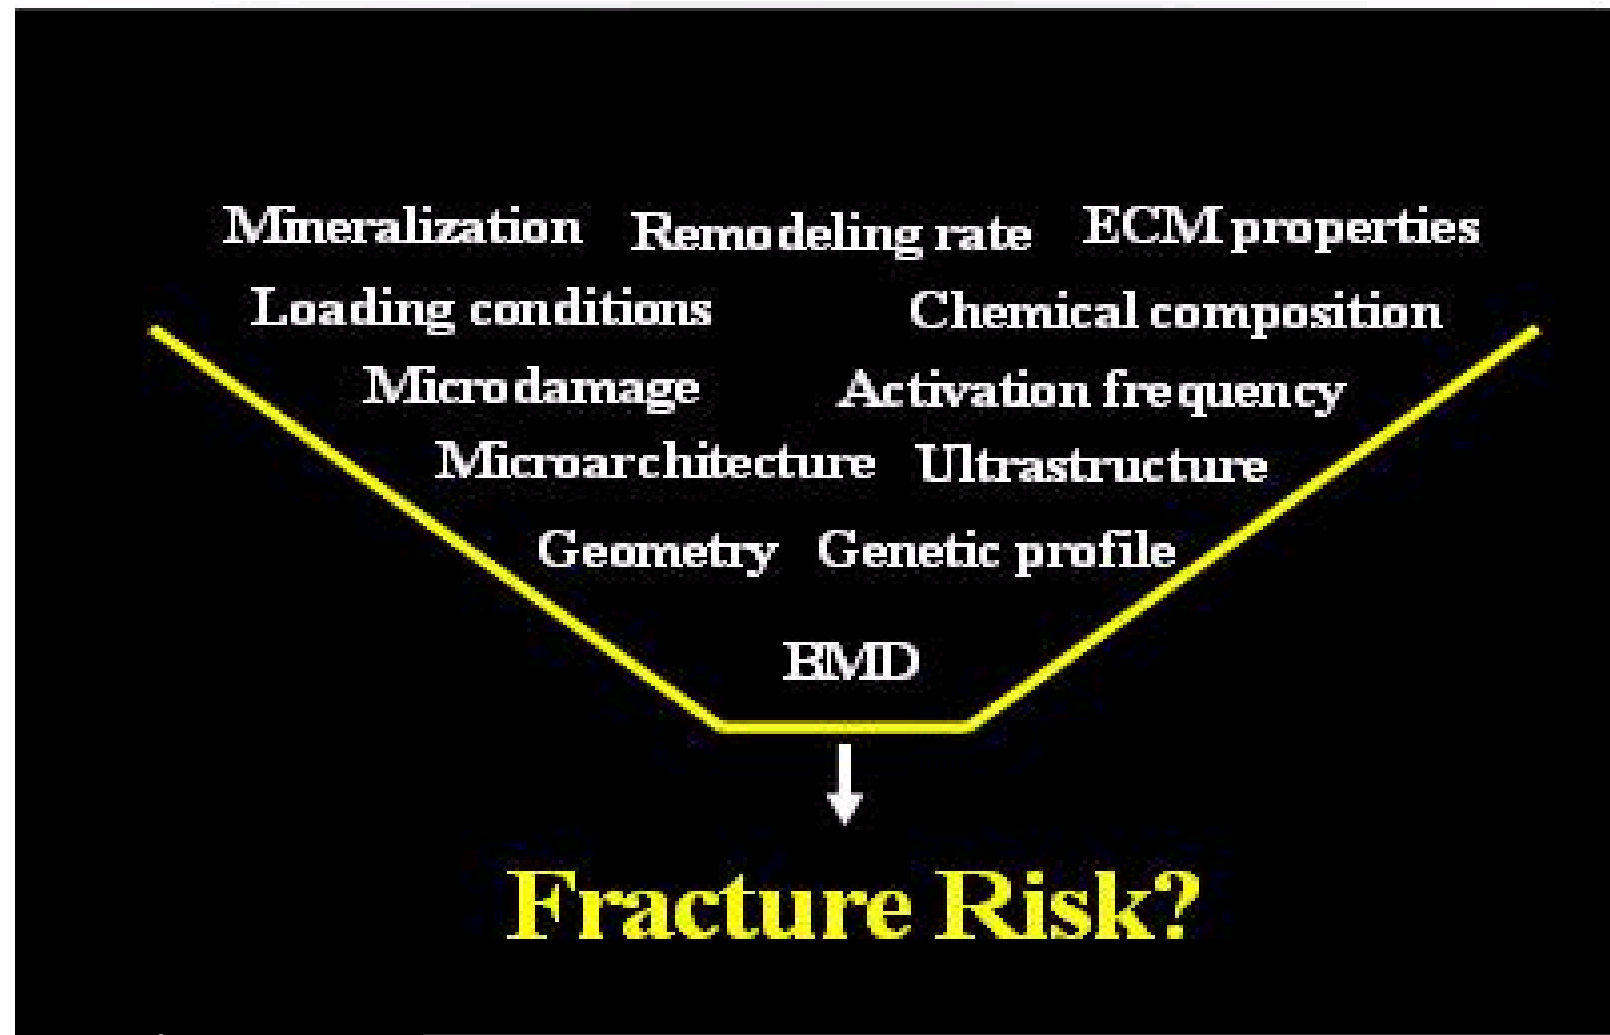 Mineralization Remodeling rate ECM properties
Loading conditions Chemical composition
Microdamage Activation frequency
Microarchitecture Ultrastructure
Geometry Genetic profile
BMD
Fracture Risk?